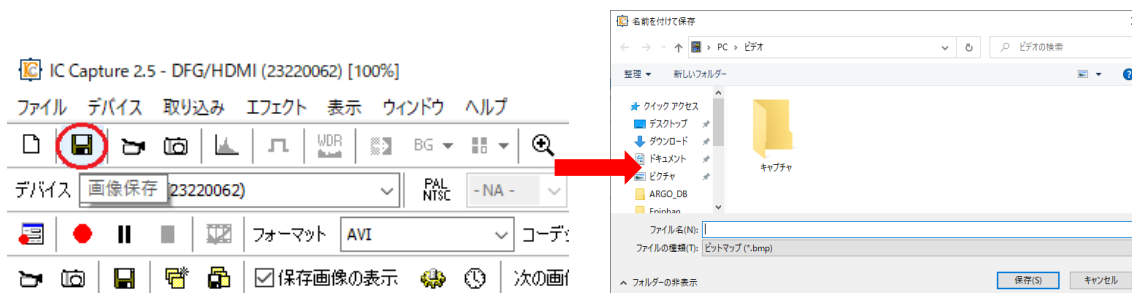 IC Capture 2.5 - DFG/HDMI (23220062) [100%]
ファイル デバイス 取り込み エフェクト 表示 ウィンドウ ヘルプ
WDR BG
デバイス 画像保存 23220062) PAL NTSC - NA -
フォーマット AVI コーデ
保存画像の表示 次の画像
名前を付けて保存
PC › ビデオ ビデオの検索
整理 新しいフォルダー
クイック アクセス
デスクトップ
ダウンロード
ドキュメント
ピクチャ
ARGO_DB
Epiphan
キャプチャ
ファイル名(N):
ファイルの種類(T): ビットマップ (*.bmp)
フォルダーの非表示 保存(S) キャンセル